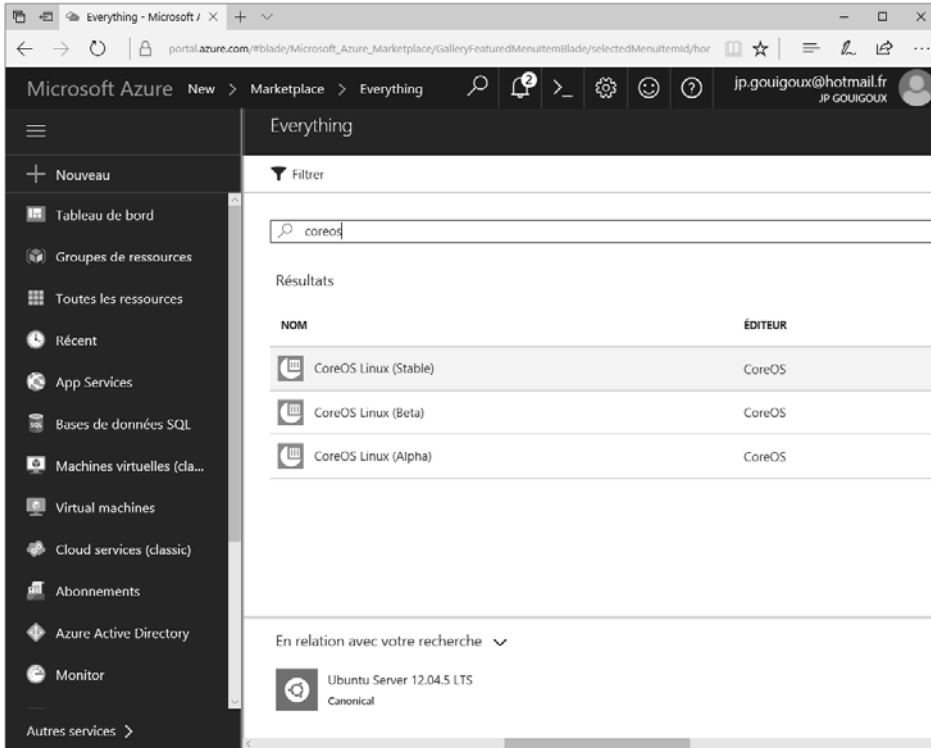 Everything - Microsoft A
portal.azure.com/#blade/Microsoft_Azure_Marketplace/GalleryFeaturedMenuItemBlade/selectedMenuItemId/hor
Microsoft Azure New > Marketplace > Everything
2
jp.gouigoux@hotmail.fr
JP GOUIGOUX
Everything
Nouveau
Filtrer
Tableau de bord
coreos
Groupes de ressources
Résultats
Toutes les ressources
NOM ÉDITEUR
Récent
CoreOS Linux (Stable) CoreOS
App Services
CoreOS Linux (Beta) CoreOS
Bases de données SQL
CoreOS Linux (Alpha) CoreOS
Machines virtuelles (cla...
Virtual machines
Cloud services (classic)
Abonnements
Azure Active Directory
En relation avec votre recherche
Monitor
Ubuntu Server 12.04.5 LTS
Canonical
Autres services >